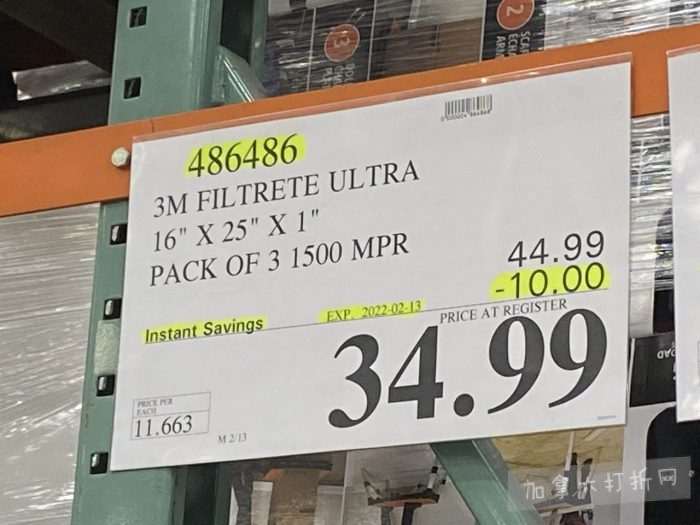 2
3
486486
3M FILTRETE ULTRA
16" X 25" X 1"
PACK OF 3 1500 MPR
44.99
-10.00
Instant Savings
EXP. 2022-02-13
PRICE AT REGISTER
34.99
PRICE PER
EACH
11.663
M 2/13
加拿大打折网